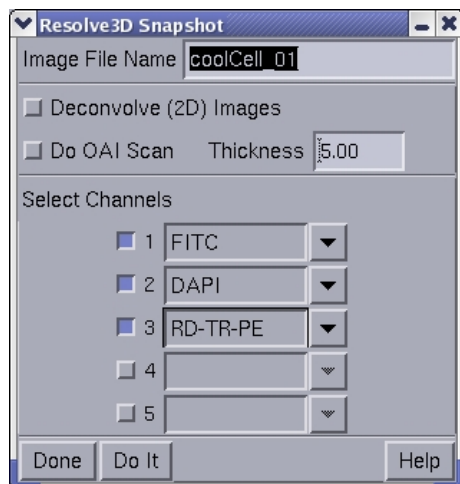 Resolve3D Snapshot
Image File Name coolCell_01
Deconvolve (2D) Images
Do OAI Scan Thickness 5.00
Select Channels
1 FITC
2 DAPI
3 RD-TR-PE
4
5
Done Do It Help